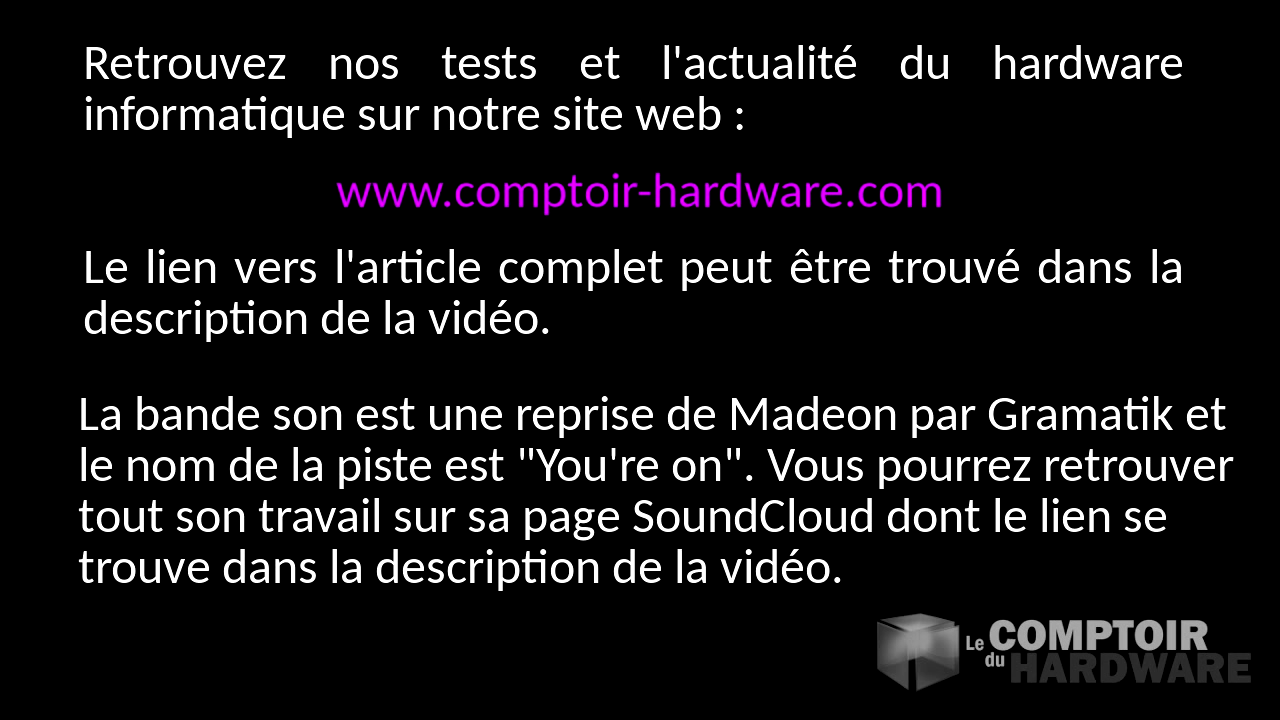 Retrouvez nos tests et l'actualité du hardware
informatique sur notre site web :
www.comptoir-hardware.com
Le lien vers l'article complet peut être trouvé dans la
description de la vidéo.
La bande son est une reprise de Madeon par Gramatik et
le nom de la piste est "You're on". Vous pourrez retrouver
tout son travail sur sa page SoundCloud dont le lien se
trouve dans la description de la vidéo.
Le COMPTOIR
du HARDWARE